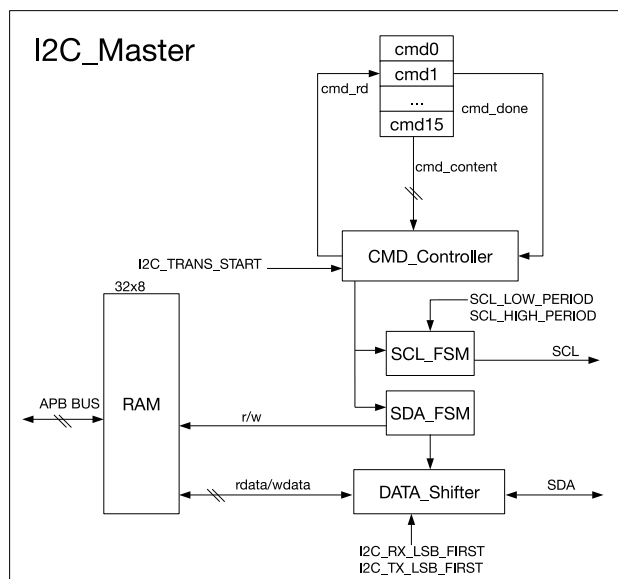 I2C_Master
cmd0
cmd1
...
cmd15
cmd_rd
cmd_done
cmd_content
CMD_Controller
I2C_TRANS_START
32x8
SCL_LOW_PERIOD
SCL_HIGH_PERIOD
SCL_FSM
SCL
APB BUS
RAM
r/w
SDA_FSM
rdata/wdata
DATA_Shifter
SDA
I2C_RX_LSB_FIRST
I2C_TX_LSB_FIRST